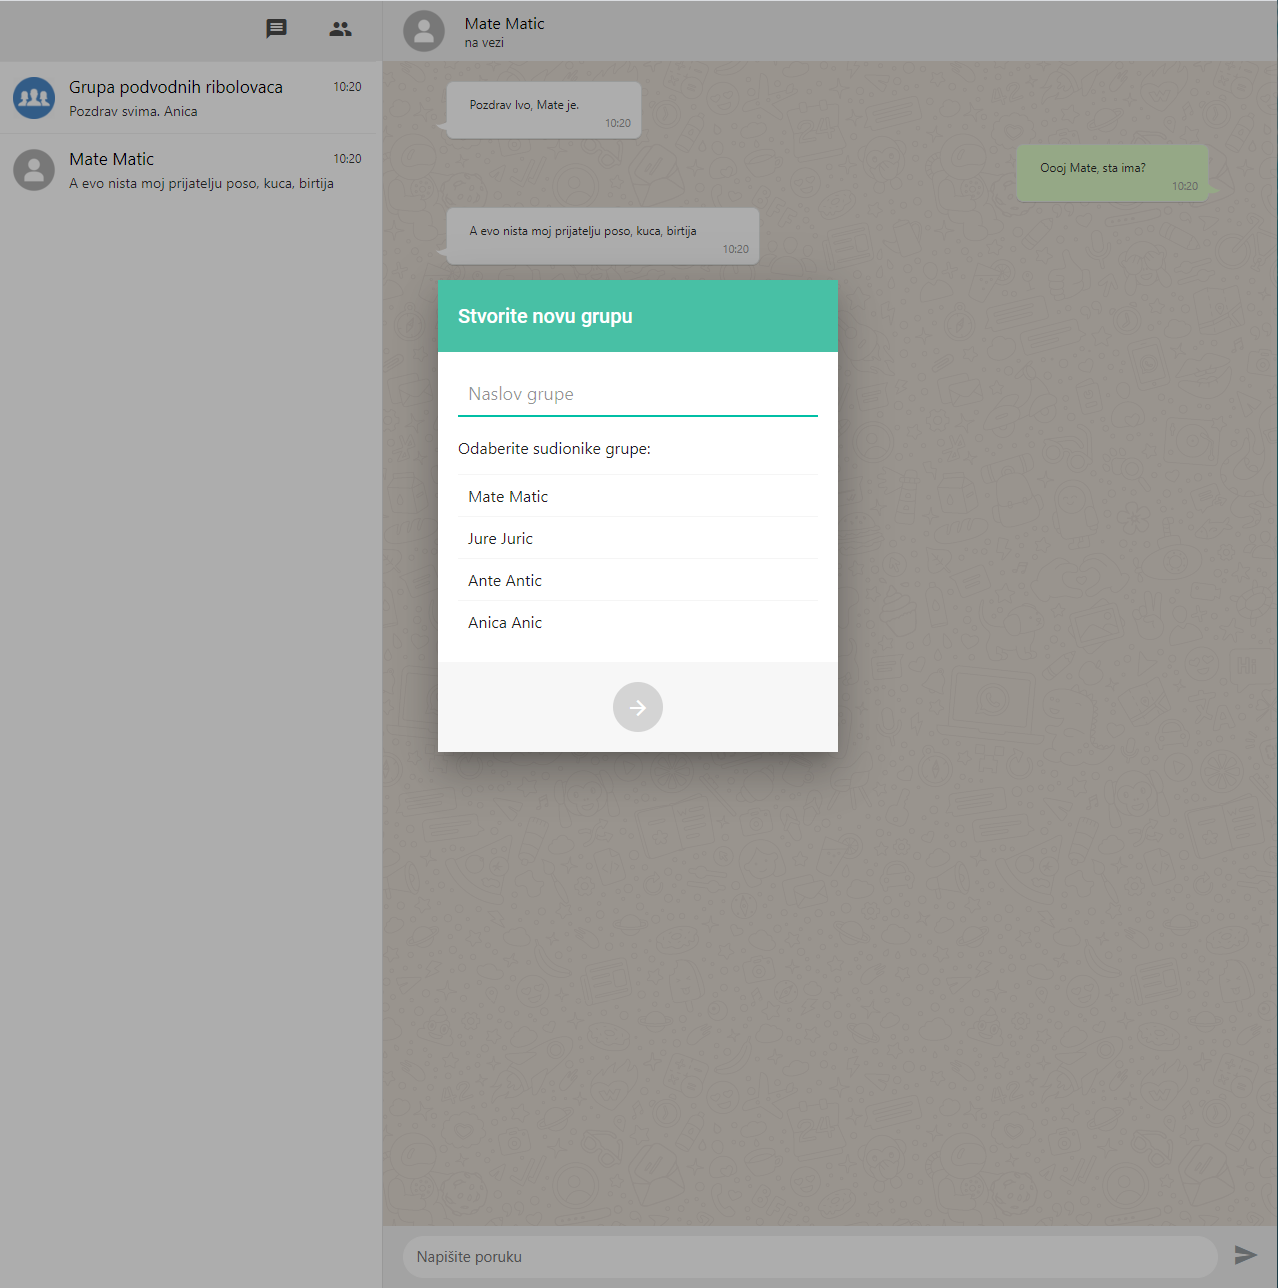 Mate Matic
na vezi
Grupa podvodnih ribolovaca 10:20
Pozdrav svima. Anica
Mate Matic 10:20
A evo nista moj prijatelju poso, kuca, birtija
Pozdrav Ivo, Mate je.
10:20
Oooj Mate, sta ima?
10:20
A evo nista moj prijatelju poso, kuca, birtija
10:20
Stvorite novu grupu
Naslov grupe
Odaberite sudionike grupe:
Mate Matic
Jure Juric
Ante Antic
Anica Anic
Napišite poruku